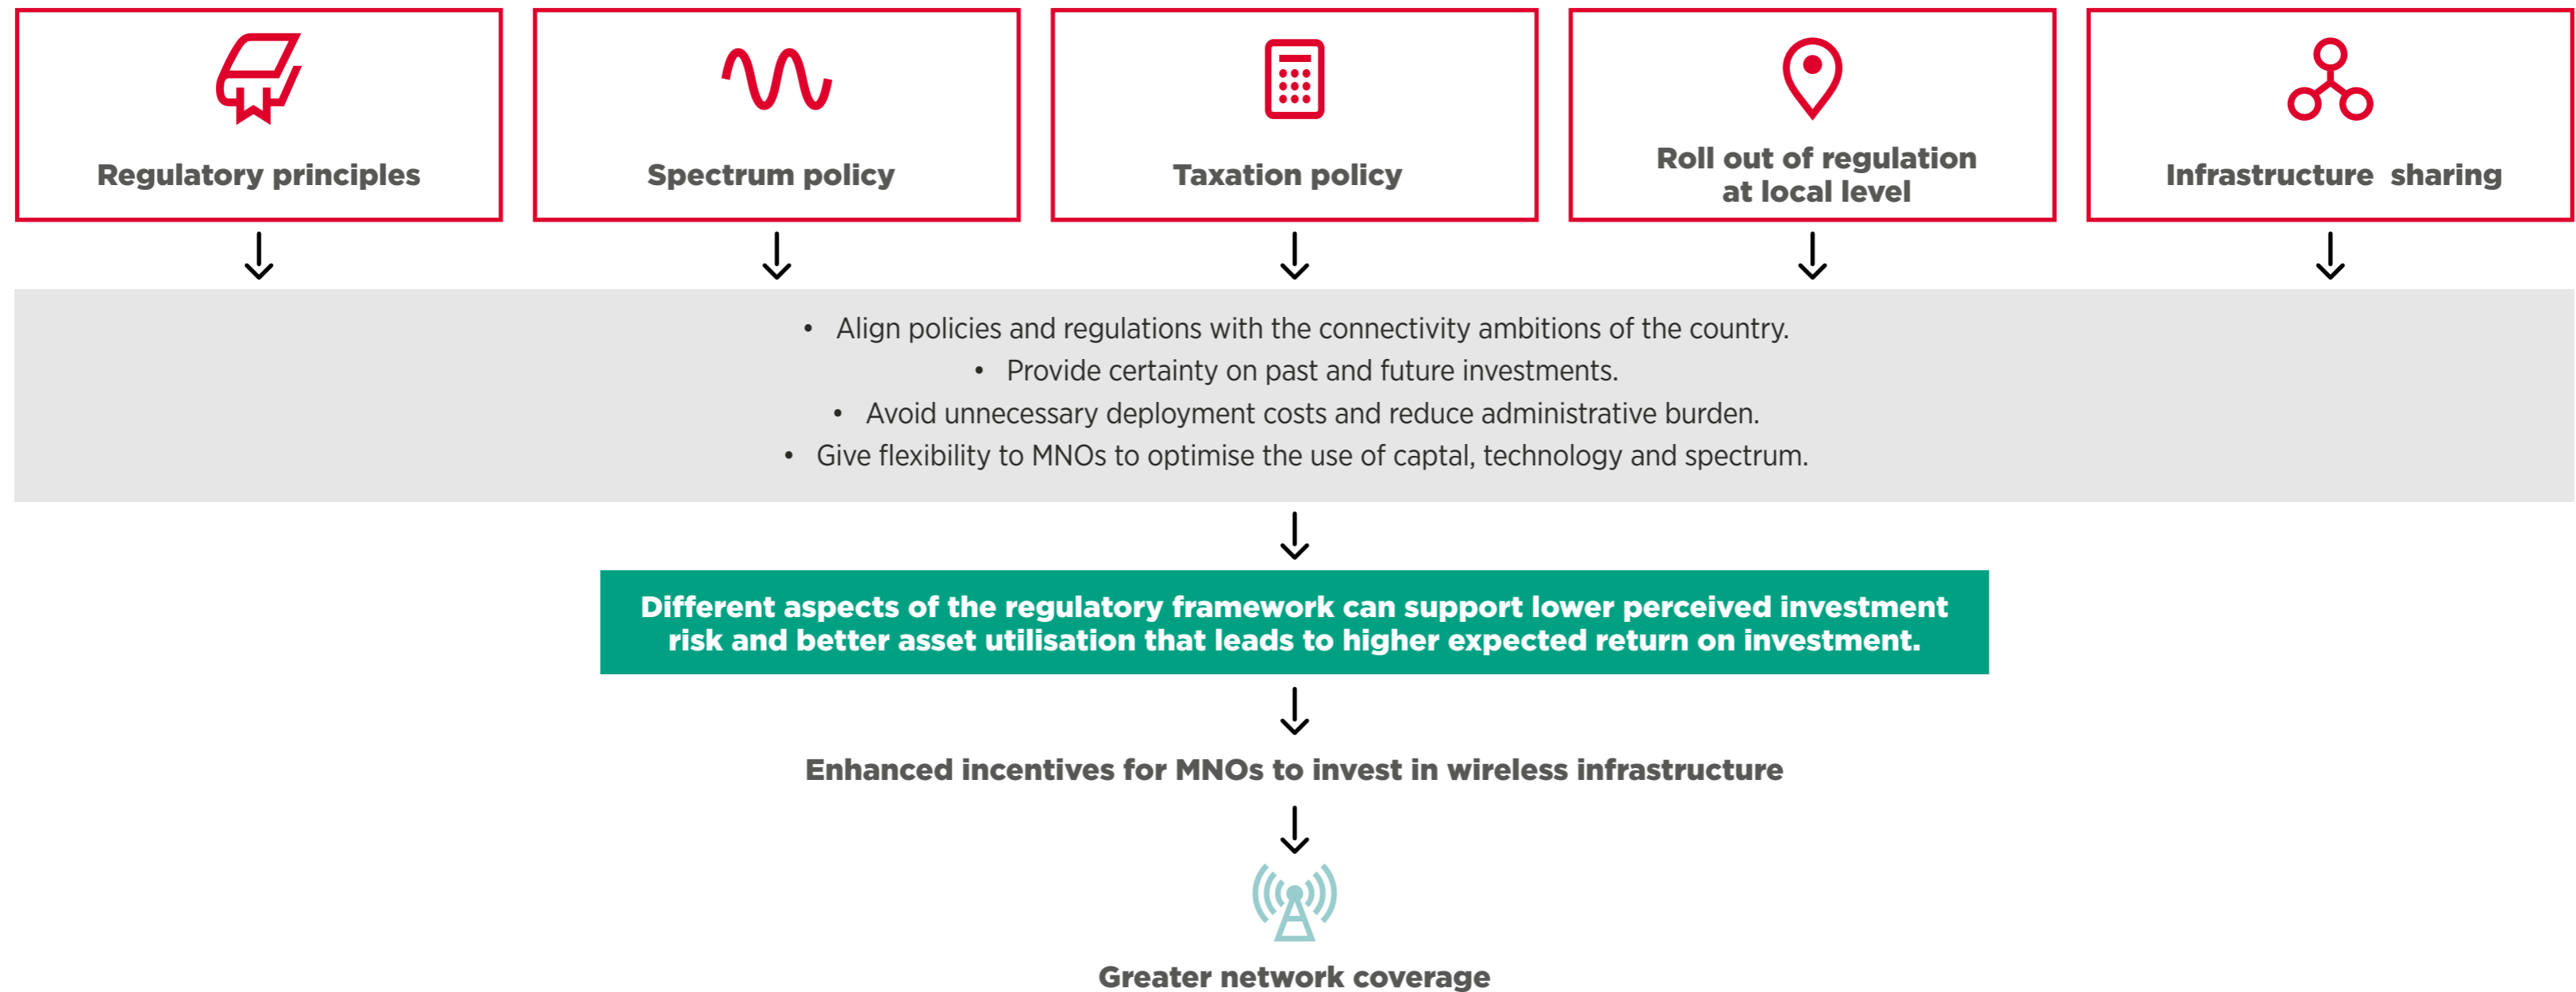 Regulatory principles
Spectrum policy
Taxation policy
Roll out of regulation
at local level
Infrastructure sharing
• Align policies and regulations with the connectivity ambitions of the country.
• Provide certainty on past and future investments.
• Avoid unnecessary deployment costs and reduce administrative burden.
• Give flexibility to MNOs to optimise the use of captal, technology and spectrum.
Different aspects of the regulatory framework can support lower perceived investment
risk and better asset utilisation that leads to higher expected return on investment.
Enhanced incentives for MNOs to invest in wireless infrastructure
Greater network coverage